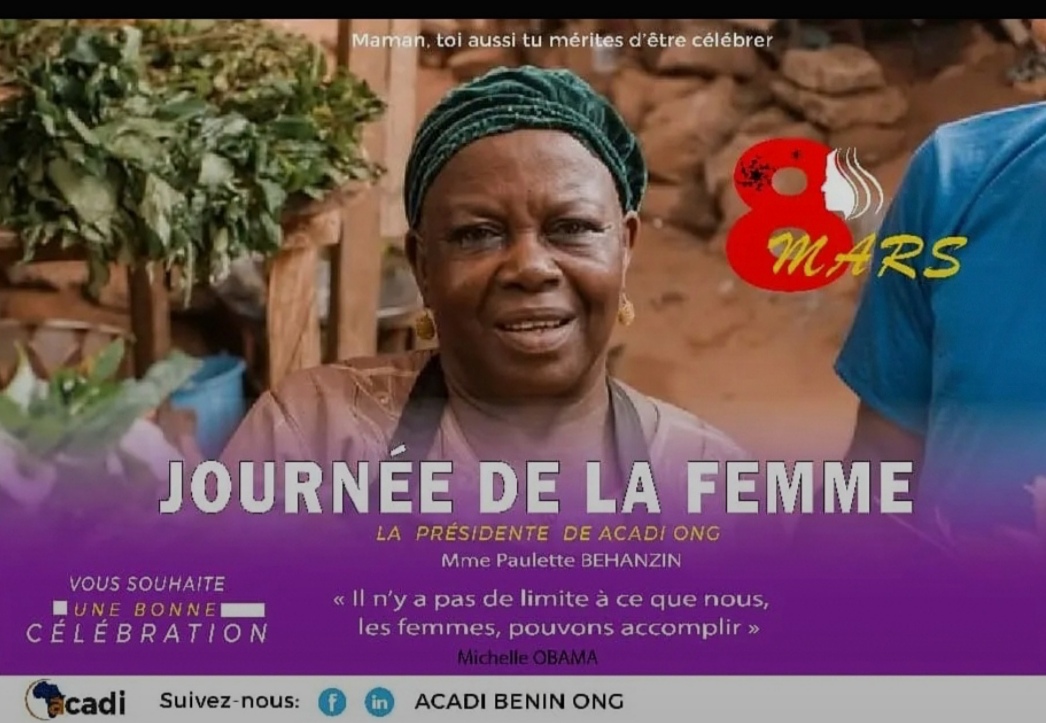 Maman, toi aussi tu mérites d'être célébrer
8
MARS
JOURNÉE DE LA FEMME
LA PRÉSIDENTE DE ACADI ONG
Mme Paulette BEHANZIN
VOUS SOUHAITE
UNE BONNE
CÉLÉBRATION
« Il n'y a pas de limite à ce que nous,
les femmes, pouvons accomplir »
Michelle OBAMA
acadi
Suivez-nous: f in ACADI BENIN ONG